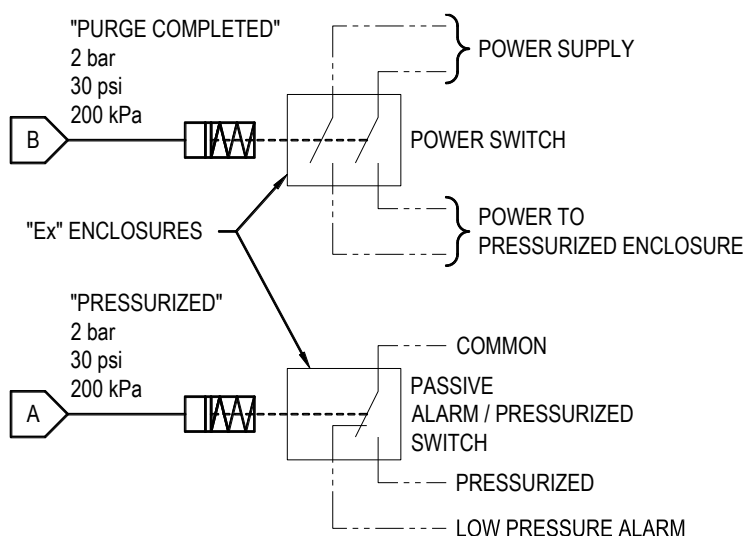 "PURGE COMPLETED"
2 bar
30 psi
200 kPa
B
POWER SUPPLY
POWER SWITCH
"Ex" ENCLOSURES
POWER TO
PRESSURIZED ENCLOSURE
"PRESSURIZED"
2 bar
30 psi
200 kPa
A
COMMON
PASSIVE
ALARM / PRESSURIZED
SWITCH
PRESSURIZED
LOW PRESSURE ALARM